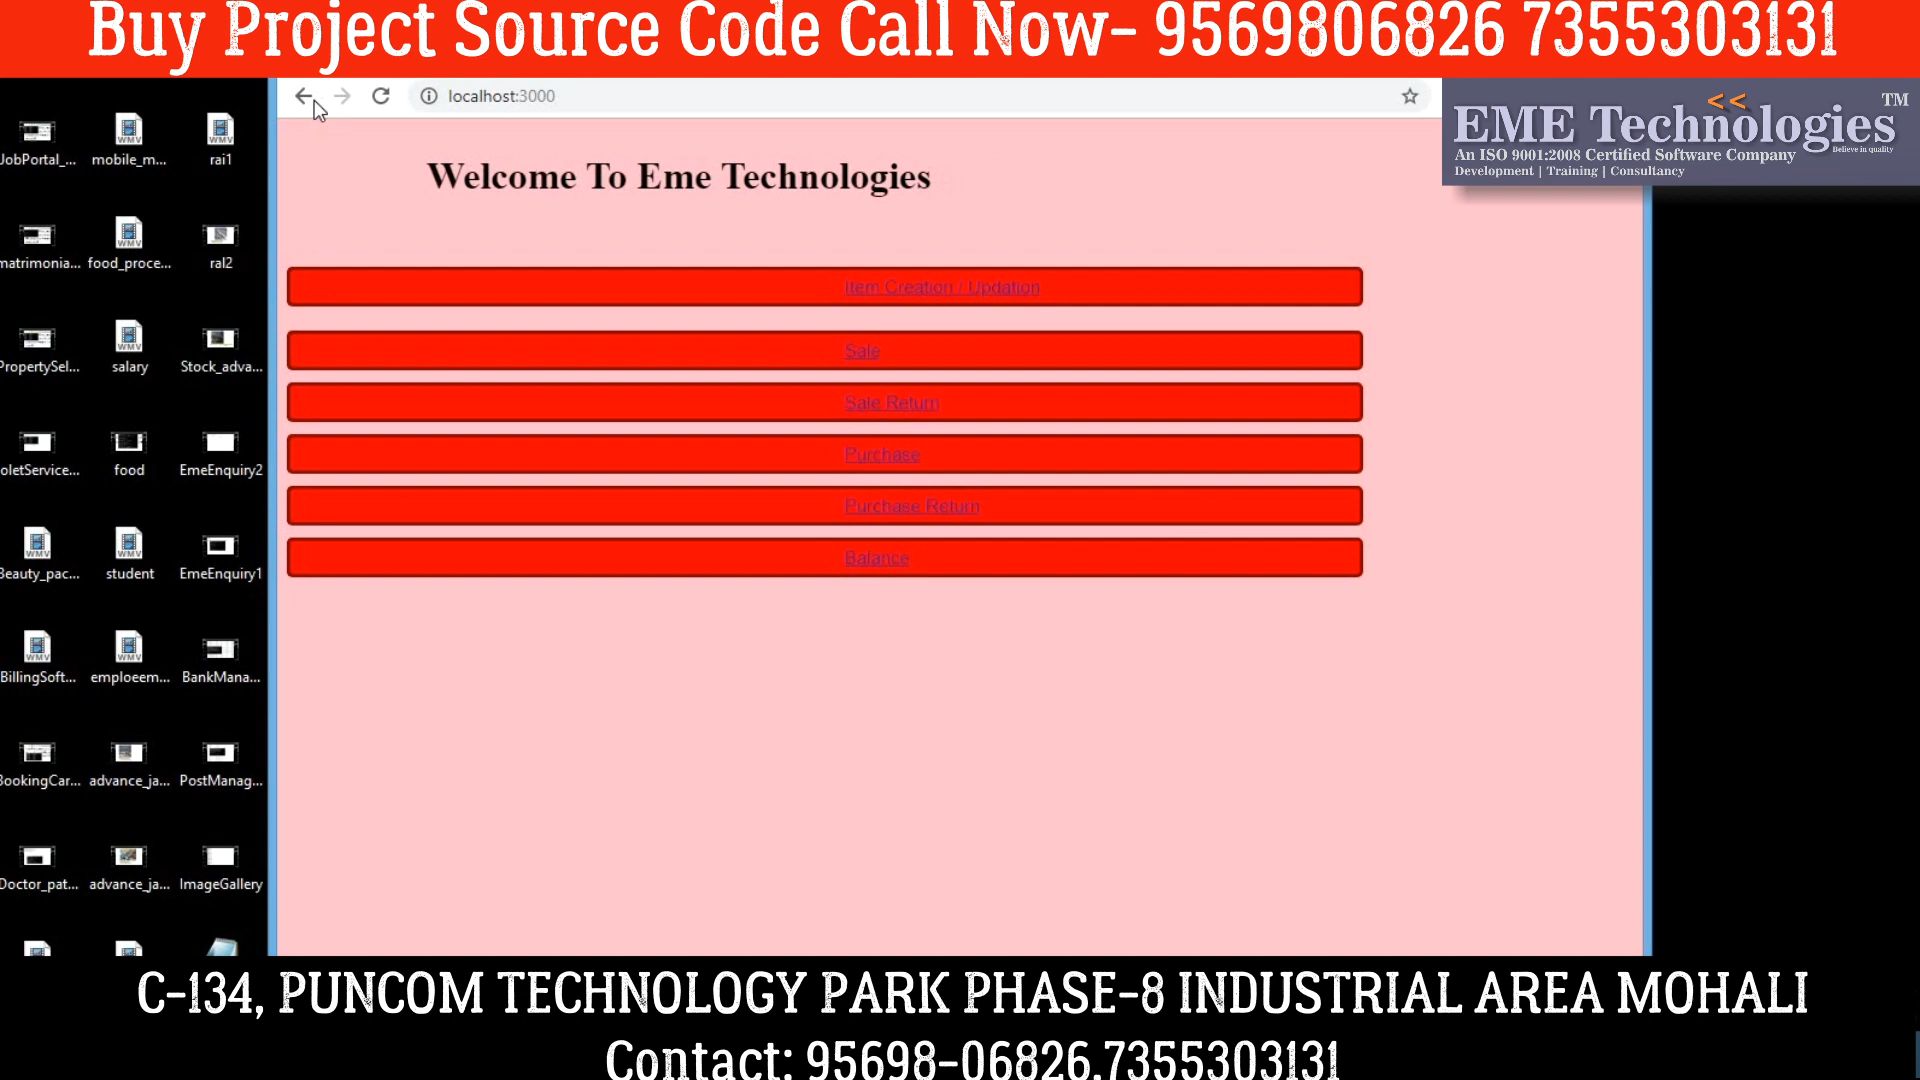 Buy Project Source Code Call Now- 9569806826 7355303131
localhost:3000
EME Technologies TM
Believe in quality
An ISO 9001:2008 Certified Software Company
Development | Training | Consultancy
Welcome To Eme Technologies
Item Creation / Updation
Sale
Sale Return
Purchase
Purchase Return
Balance
JobPortal_... mobile_m... rai1
matrimonia... food_proce... ral2
PropertySel... salary Stock_adva...
oletService... food EmeEnquiry2
Beauty_pac... student EmeEnquiry1
BillingSoft... emploeem... BankMana...
BookingCar... advance_ja... PostManag...
Doctor_pat... advance_ja... ImageGallery
C-134, PUNCOM TECHNOLOGY PARK PHASE-8 INDUSTRIAL AREA MOHALI
Contact: 95698-06826,7355303131